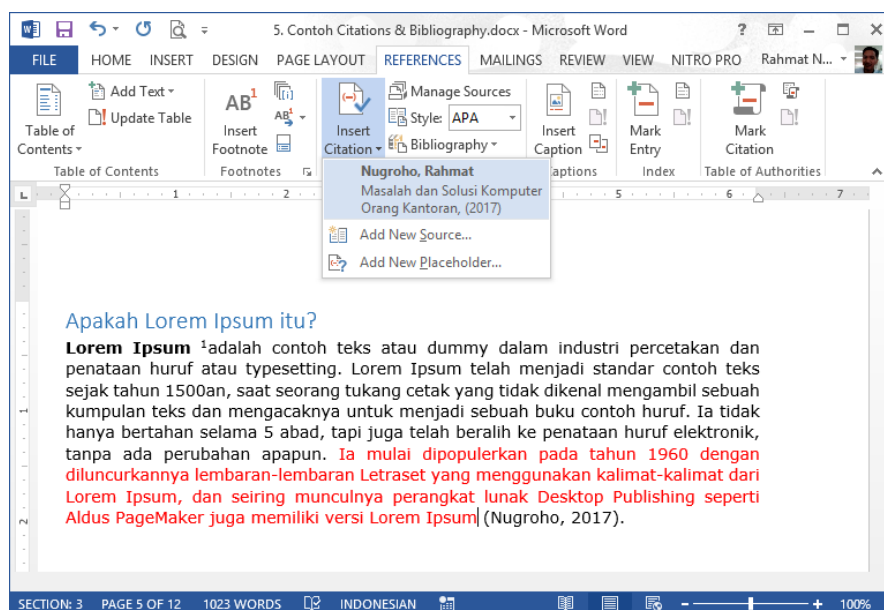 5. Contoh Citations & Bibliography.docx - Microsoft Word
FILE HOME INSERT DESIGN PAGE LAYOUT REFERENCES MAILINGS REVIEW VIEW NITRO PRO Rahmat N...
Table of Contents
Add Text
Update Table
Table of Contents
AB1
Insert Footnote
Footnotes
Insert Citation
Manage Sources
Style: APA
Bibliography
Insert Caption
Captions
Mark Entry
Index
Mark Citation
Table of Authorities
Nugroho, Rahmat
Masalah dan Solusi Komputer
Orang Kantoran, (2017)
Add New Source...
Add New Placeholder...
1 2 5 6 7
Apakah Lorem Ipsum itu?
Lorem Ipsum ¹adalah contoh teks atau dummy dalam industri percetakan dan
penataan huruf atau typesetting. Lorem Ipsum telah menjadi standar contoh teks
sejak tahun 1500an, saat seorang tukang cetak yang tidak dikenal mengambil sebuah
kumpulan teks dan mengacaknya untuk menjadi sebuah buku contoh huruf. Ia tidak
hanya bertahan selama 5 abad, tapi juga telah beralih ke penataan huruf elektronik,
tanpa ada perubahan apapun. Ia mulai dipopulerkan pada tahun 1960 dengan
diluncurkannya lembaran-lembaran Letraset yang menggunakan kalimat-kalimat dari
Lorem Ipsum, dan seiring munculnya perangkat lunak Desktop Publishing seperti
Aldus PageMaker juga memiliki versi Lorem Ipsum (Nugroho, 2017).
SECTION: 3 PAGE 5 OF 12 1023 WORDS INDONESIAN 100%